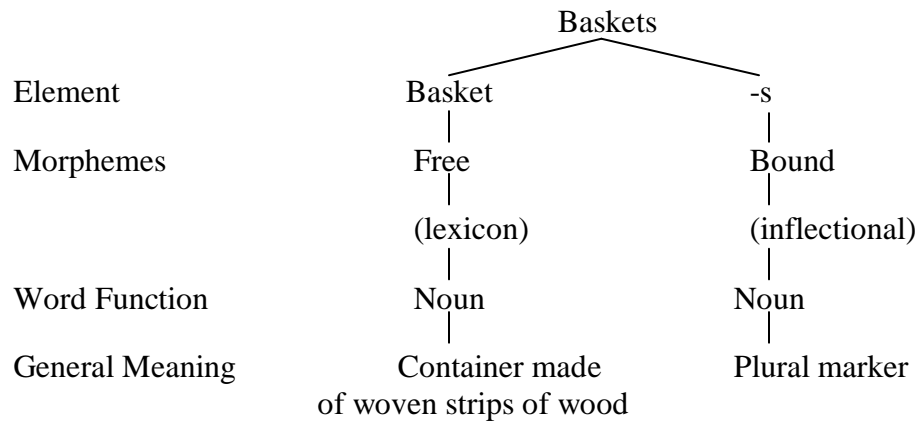 Baskets
Element Basket -s
Morphemes Free Bound
(lexicon) (inflectional)
Word Function Noun Noun
General Meaning Container made Plural marker
of woven strips of wood